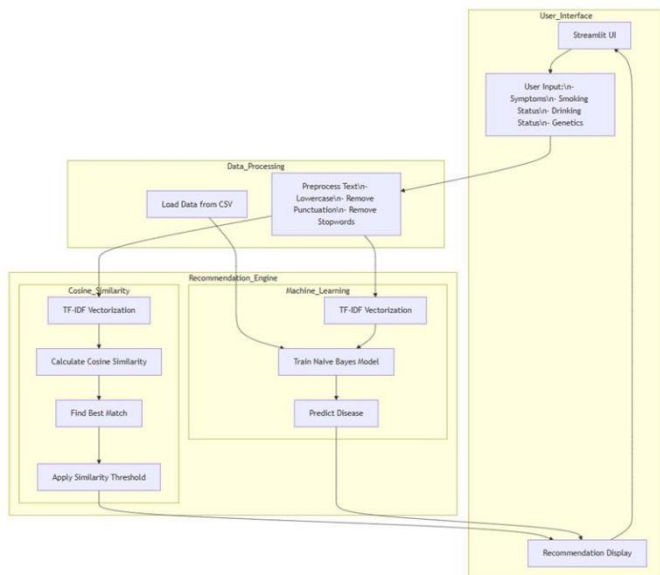 User_Interface
Streamlit UI
User Input:\n-
Symptoms\n- Smoking
Status\n- Drinking
Status\n- Genetics
Data_Processing
Load Data from CSV
Preprocess Text\n-
Lowercase\n- Remove
Punctuation\n- Remove
Stopwords
Recommendation_Engine
Cosine_Similarity
TF-IDF Vectorization
Calculate Cosine Similarity
Find Best Match
Apply Similarity Threshold
Machine_Learning
TF-IDF Vectorization
Train Naive Bayes Model
Predict Disease
Recommendation Display